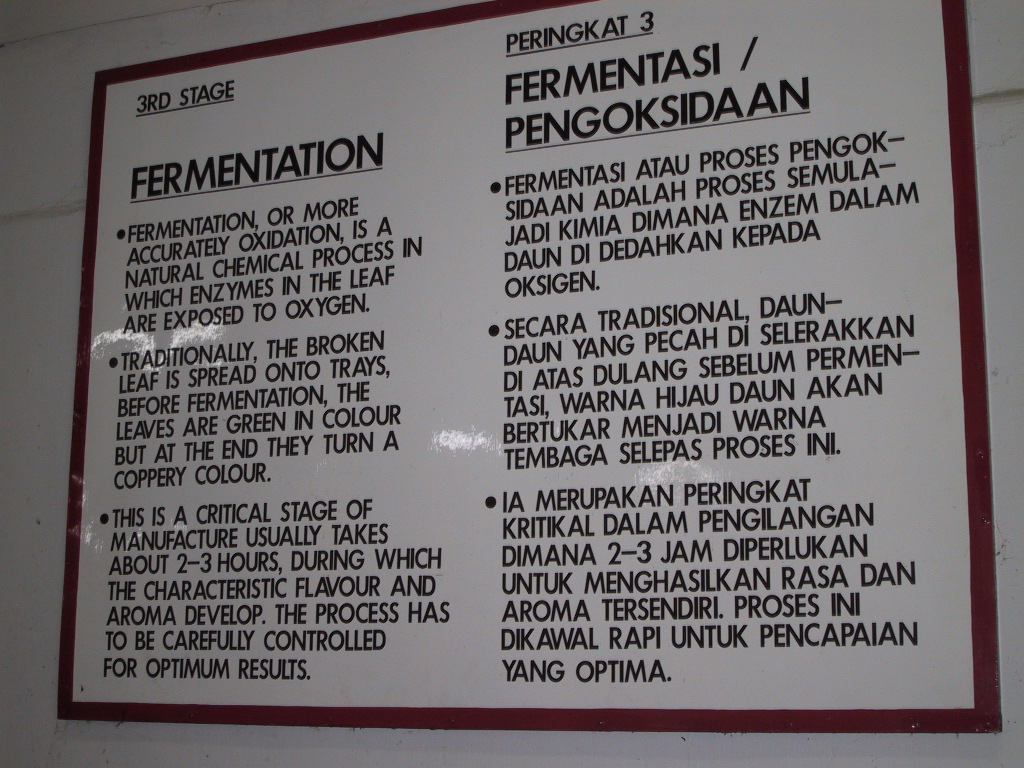 3RD STAGE
FERMENTATION
•FERMENTATION, OR MORE
ACCURATELY OXIDATION, IS A
NATURAL CHEMICAL PROCESS IN
WHICH ENZYMES IN THE LEAF
ARE EXPOSED TO OXYGEN.
•TRADITIONALLY, THE BROKEN
LEAF IS SPREAD ONTO TRAYS,
BEFORE FERMENTATION, THE
LEAVES ARE GREEN IN COLOUR
BUT AT THE END THEY TURN A
COPPERY COLOUR.
•THIS IS A CRITICAL STAGE OF
MANUFACTURE USUALLY TAKES
ABOUT 2–3 HOURS, DURING WHICH
THE CHARACTERISTIC FLAVOUR AND
AROMA DEVELOP. THE PROCESS HAS
TO BE CAREFULLY CONTROLLED
FOR OPTIMUM RESULTS.
PERINGKAT 3
FERMENTASI /
PENGOKSIDAAN
•FERMENTASI ATAU PROSES PENGOK–
SIDAAN ADALAH PROSES SEMULA–
JADI KIMIA DIMANA ENZEM DALAM
DAUN DI DEDAHKAN KEPADA
OKSIGEN.
•SECARA TRADISIONAL, DAUN–
DAUN YANG PECAH DI SELERAKKAN
DI ATAS DULANG SEBELUM PERMEN–
TASI, WARNA HIJAU DAUN AKAN
BERTUKAR MENJADI WARNA
TEMBAGA SELEPAS PROSES INI.
•IA MERUPAKAN PERINGKAT
KRITIKAL DALAM PENGILANGAN
DIMANA 2–3 JAM DIPERLUKAN
UNTUK MENGHASILKAN RASA DAN
AROMA TERSENDIRI. PROSES INI
DIKAWAL RAPI UNTUK PENCAPAIAN
YANG OPTIMA.